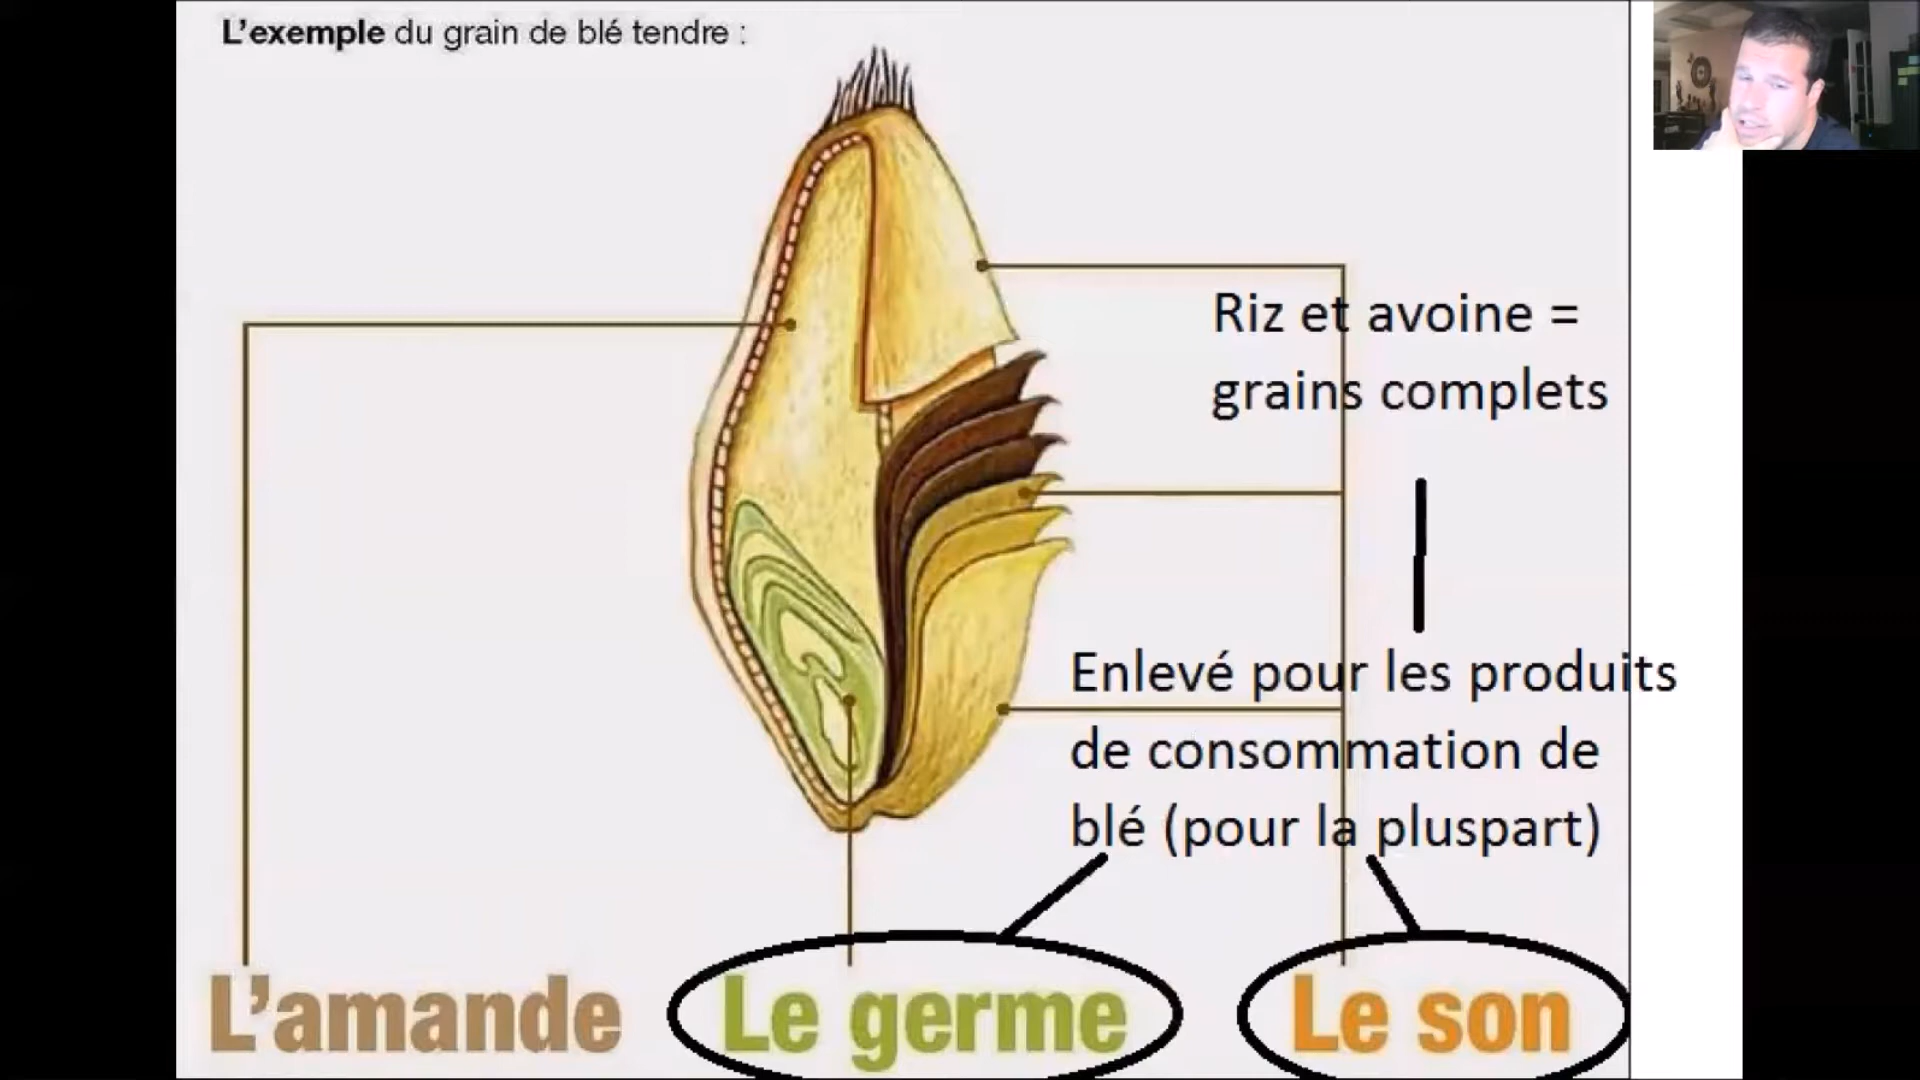 L'exemple du grain de blé tendre :
Riz et avoine =
grains complets
Enlevé pour les produits
de consommation de
blé (pour la pluspart)
L'amande
Le germe
Le son